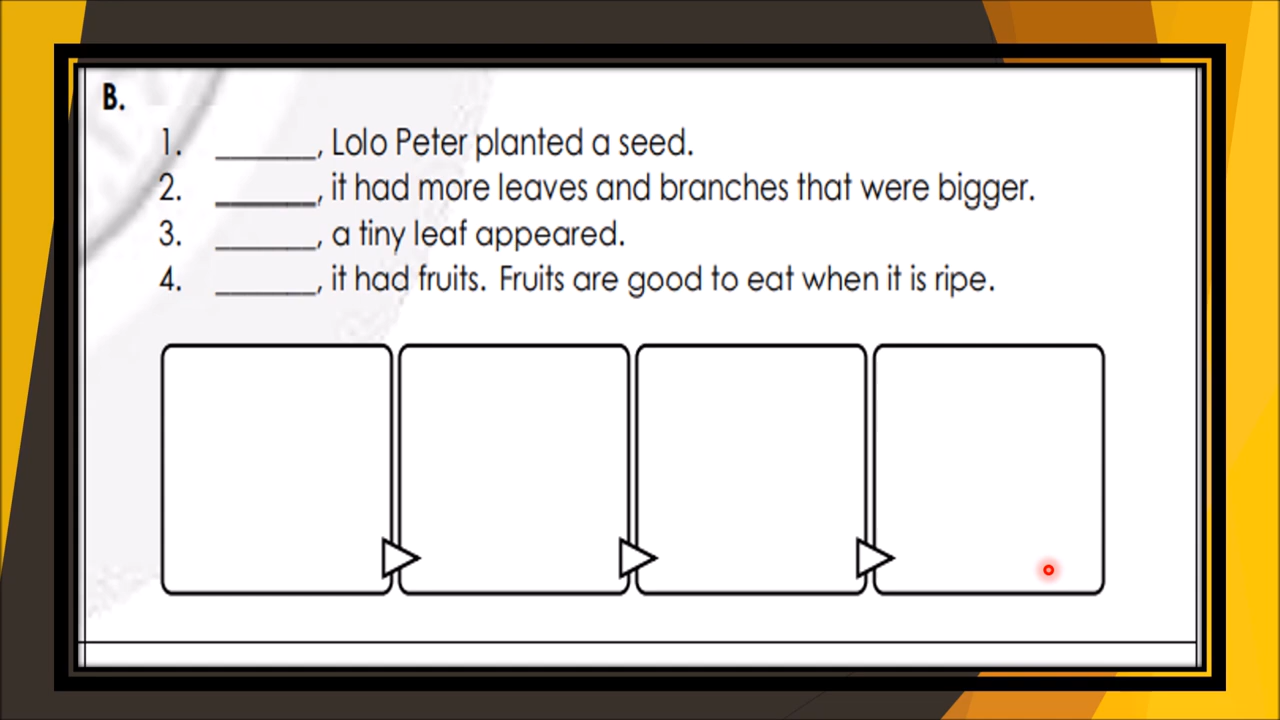 B.
1. _______, Lolo Peter planted a seed.
2. _______, it had more leaves and branches that were bigger.
3. _______, a tiny leaf appeared.
4. _______, it had fruits. Fruits are good to eat when it is ripe.